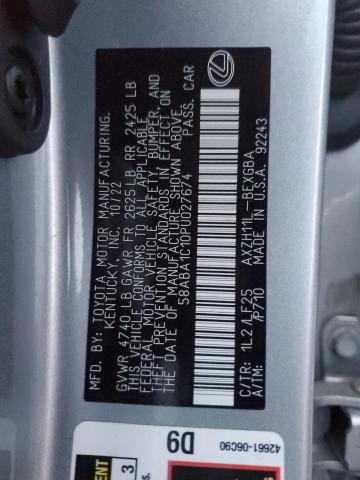 MFD. BY: TOYOTA MOTOR MANUFACTURING.
KENTUCKY, INC. 10/22
GVWR 4740 LB GAWR FR 2625 LB RR 2425 LB
THIS VEHICLE CONFORMS TO ALL APPLICABLE
FEDERAL MOTOR VEHICLE SAFETY, BUMPER, AND
THEFT PREVENTION STANDARDS IN EFFECT ON
THE DATE OF MANUFACTURE SHOWN ABOVE.
58ABA1C10PU027674 PASS. CAR
C/TR: 1L2 /LF25 AXZH11L-BEXGBA
A/TM: /P710 MADE IN U.S.A. 92243
42661-06C90
D9
3